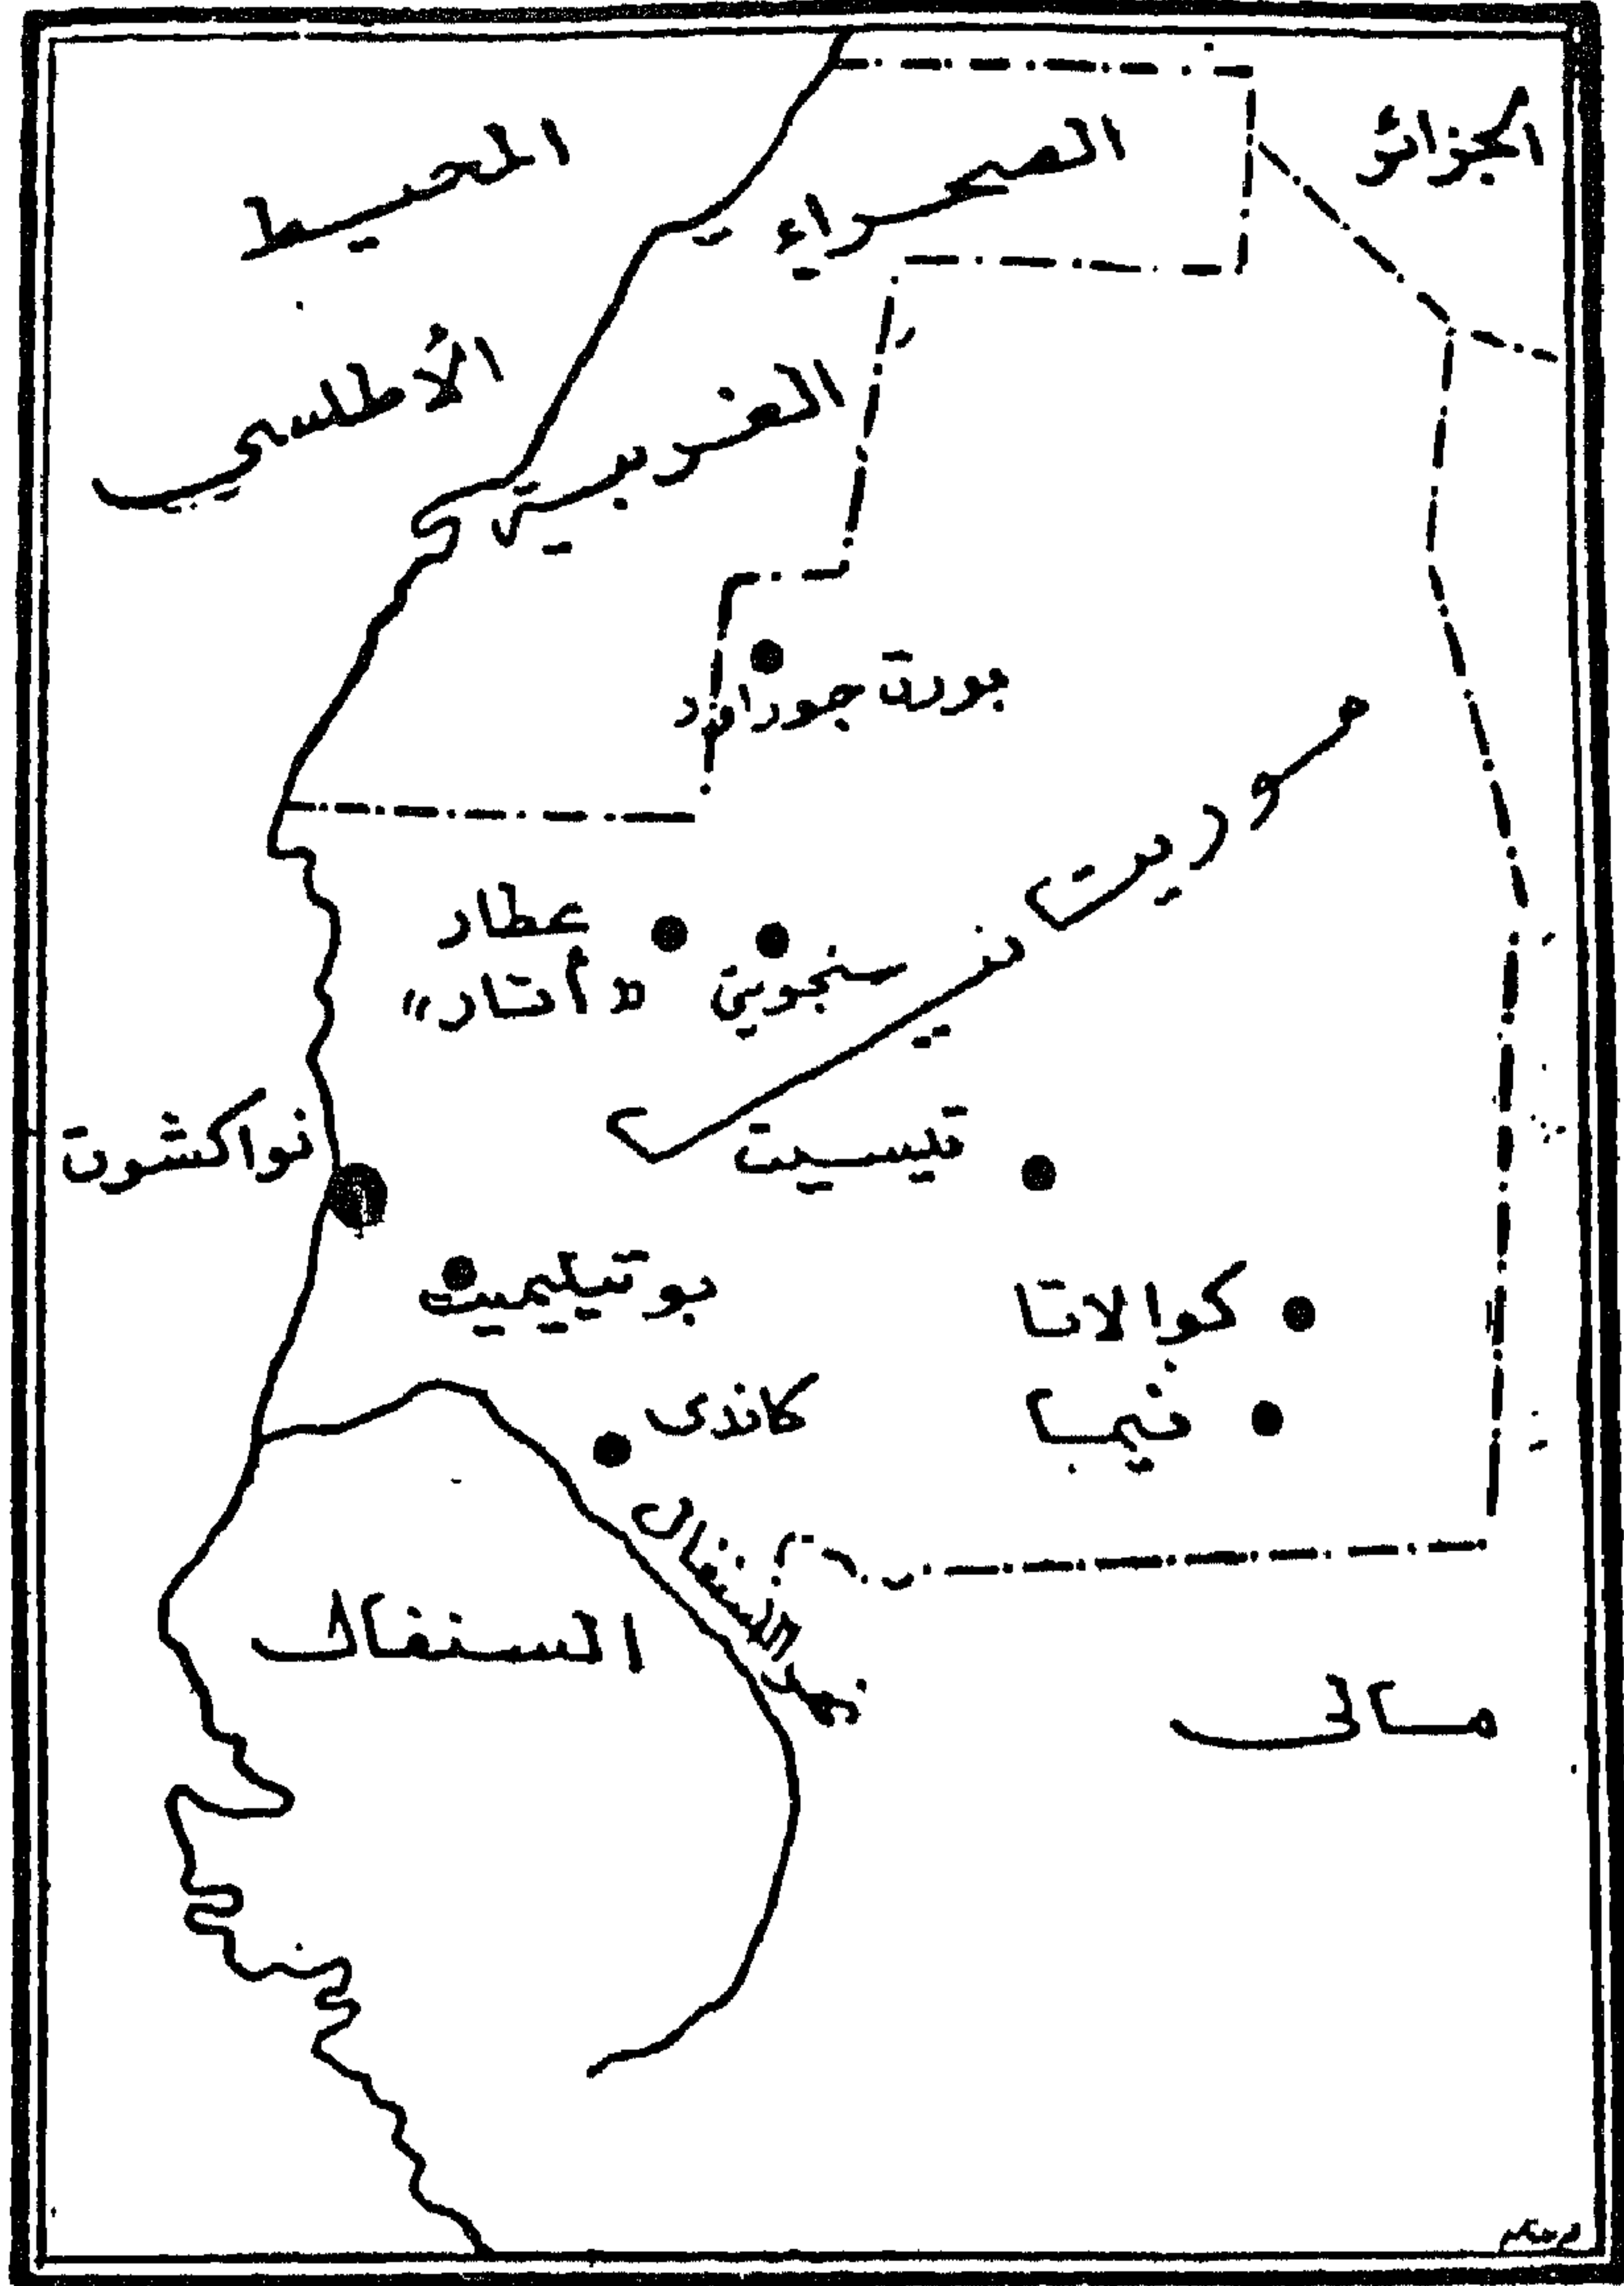 الجزائر
المحيط
الأطلسي
الصحراء
الغربية
بورت جوراود
موريتانيا
عطار
«أتار»
سنجويتي
تيسيت
نواكشوت
بوتيليميت
كوالاتا
كاندى
نيما
نهر السنغال
السنغال
مالى